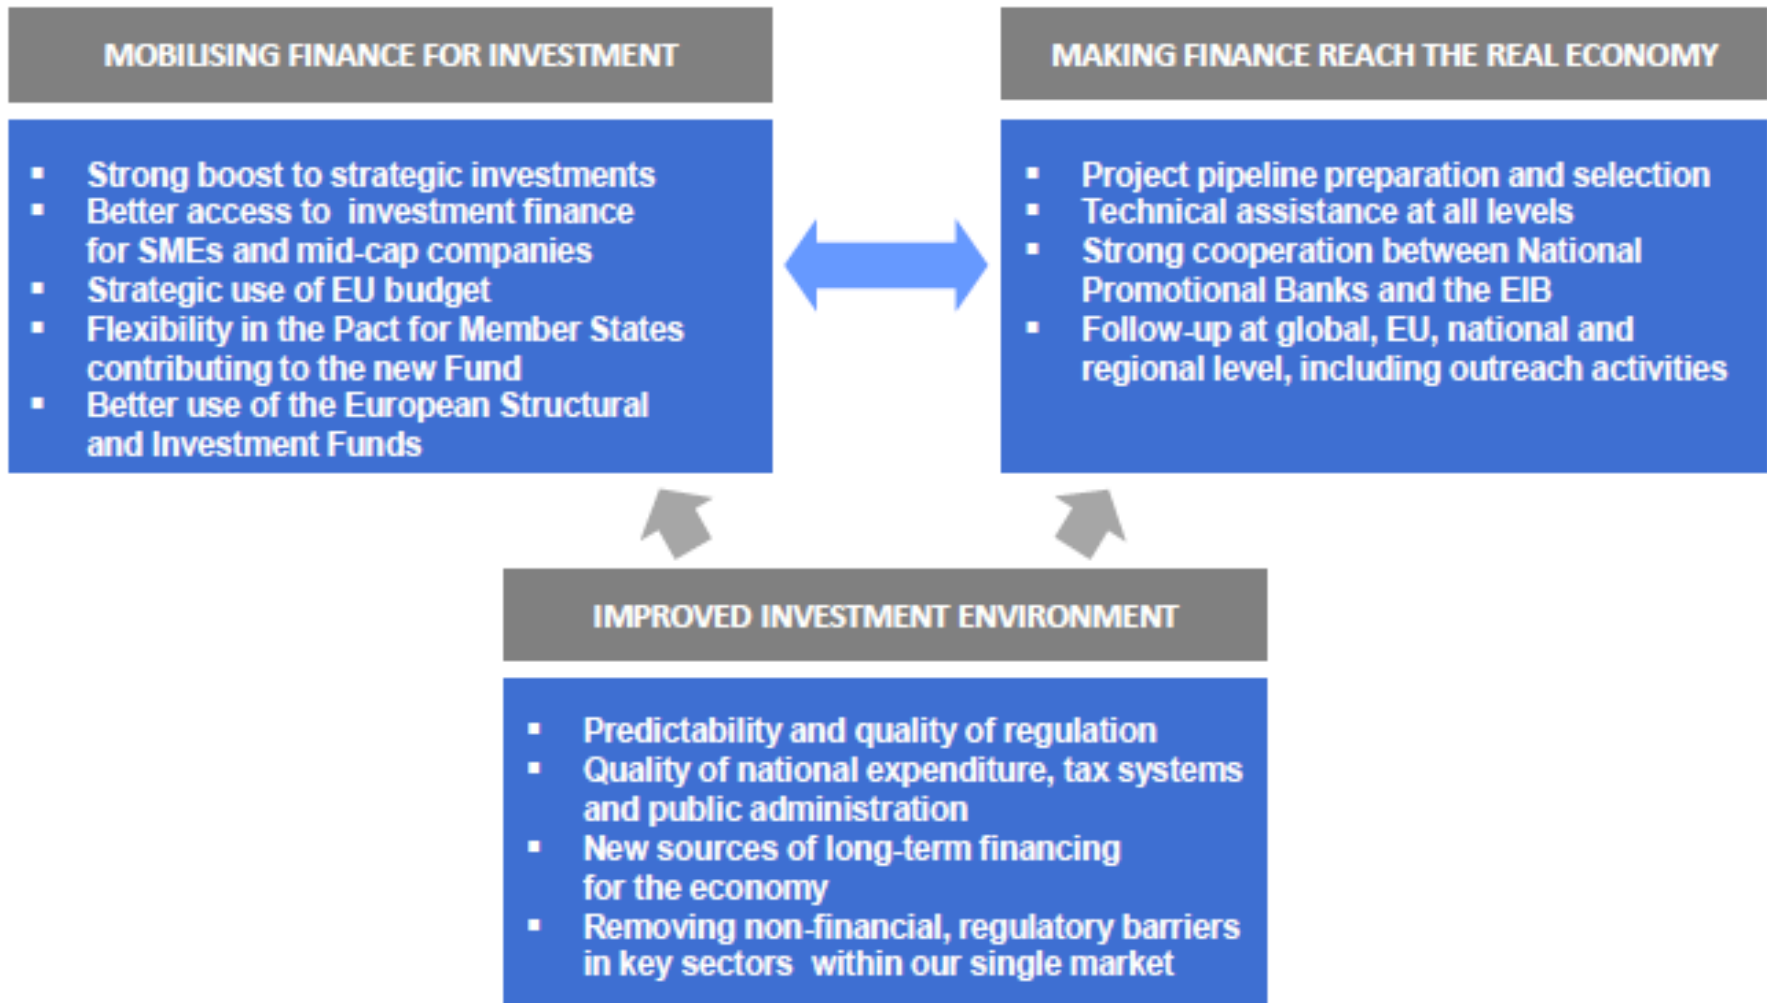 MOBILISING FINANCE FOR INVESTMENT
▪ Strong boost to strategic investments
▪ Better access to investment finance
for SMEs and mid-cap companies
▪ Strategic use of EU budget
▪ Flexibility in the Pact for Member States
contributing to the new Fund
▪ Better use of the European Structural
and Investment Funds
MAKING FINANCE REACH THE REAL ECONOMY
▪ Project pipeline preparation and selection
▪ Technical assistance at all levels
▪ Strong cooperation between National
Promotional Banks and the EIB
▪ Follow-up at global, EU, national and
regional level, including outreach activities
IMPROVED INVESTMENT ENVIRONMENT
▪ Predictability and quality of regulation
▪ Quality of national expenditure, tax systems
and public administration
▪ New sources of long-term financing
for the economy
▪ Removing non-financial, regulatory barriers
in key sectors within our single market